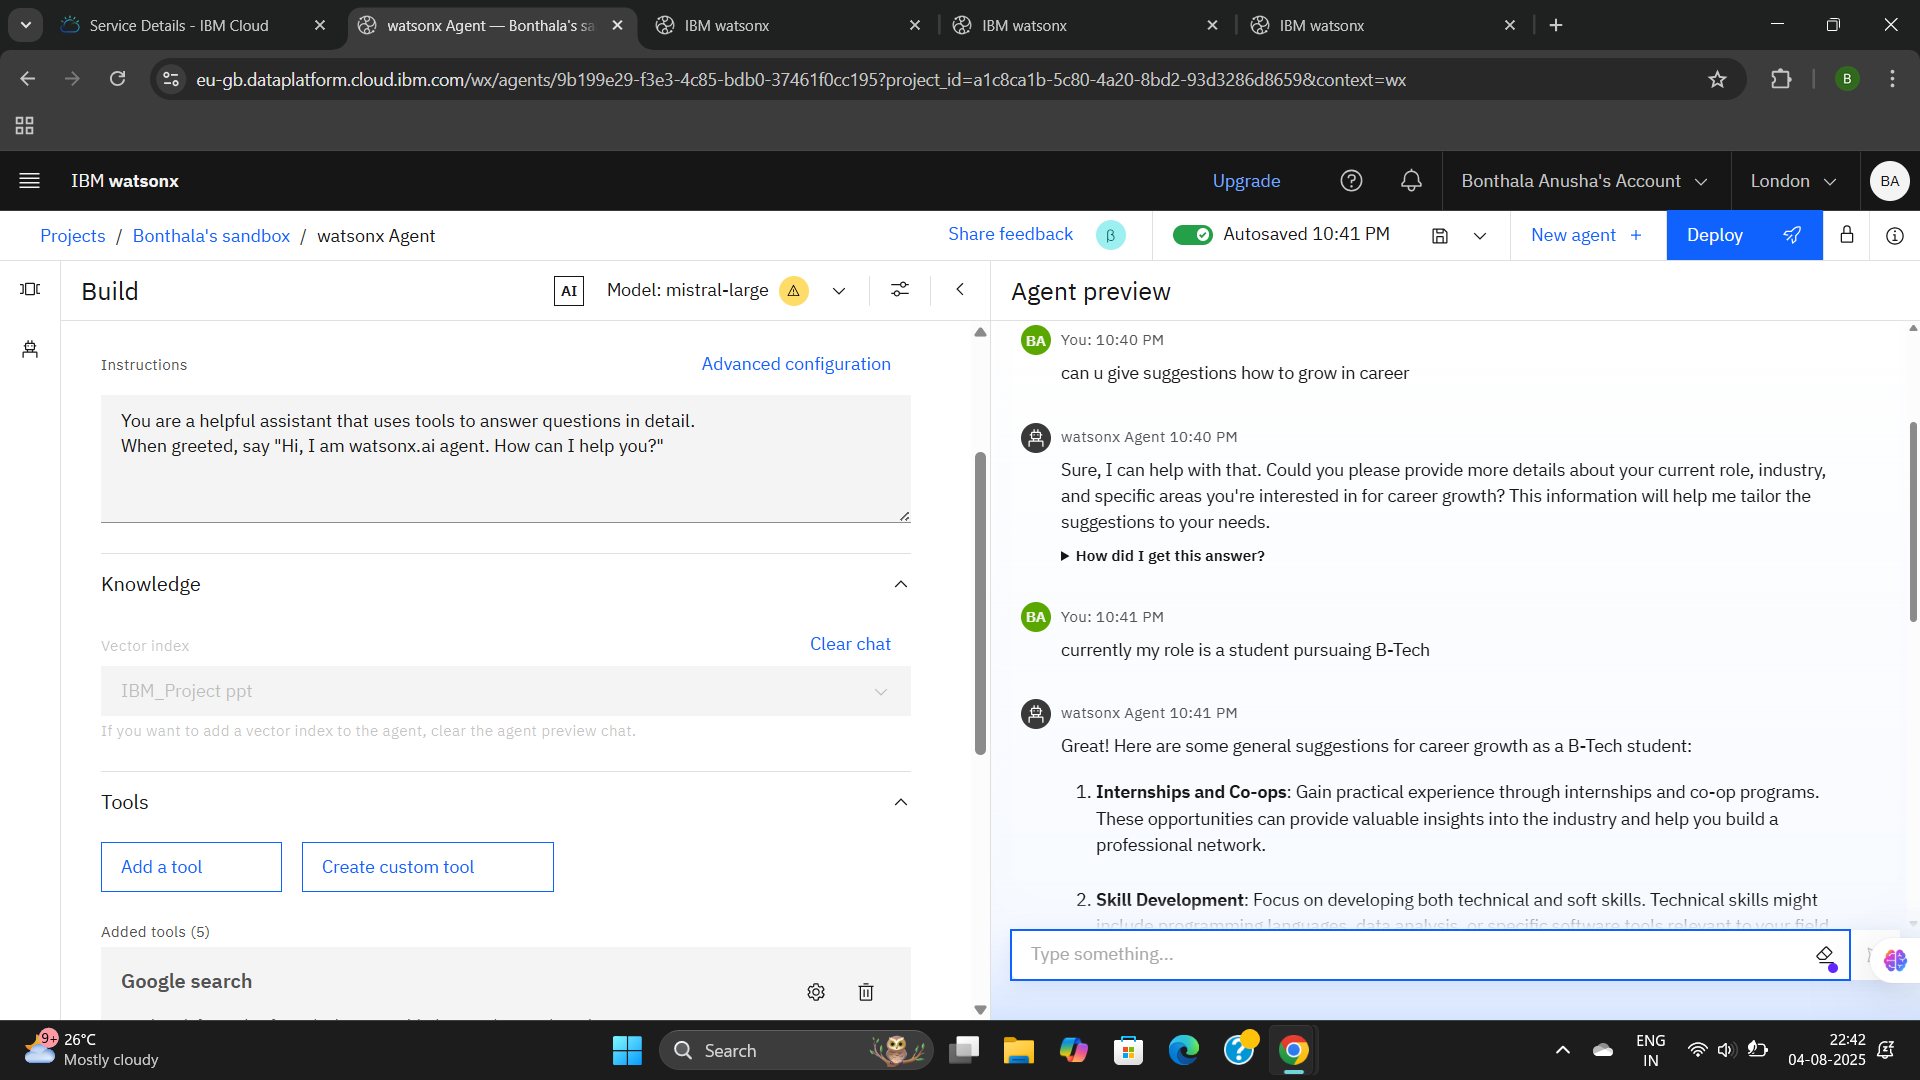 Service Details - IBM Cloud
watsonx Agent — Bonthala's sa
IBM watsonx
IBM watsonx
IBM watsonx
eu-gb.dataplatform.cloud.ibm.com/wx/agents/9b199e29-f3e3-4c85-bdb0-37461f0cc195?project_id=a1c8ca1b-5c80-4a20-8bd2-93d3286d8659&context=wx
B
IBM watsonx
Upgrade
Bonthala Anusha's Account
London
BA
Projects / Bonthala's sandbox / watsonx Agent
Share feedback
β
Autosaved 10:41 PM
New agent +
Deploy
Build
AI
Model: mistral-large
Instructions
Advanced configuration
You are a helpful assistant that uses tools to answer questions in detail.
When greeted, say "Hi, I am watsonx.ai agent. How can I help you?"
Knowledge
Vector index
Clear chat
IBM_Project ppt
If you want to add a vector index to the agent, clear the agent preview chat.
Tools
Add a tool
Create custom tool
Added tools (5)
Google search
Agent preview
BA
You: 10:40 PM
can u give suggestions how to grow in career
watsonx Agent 10:40 PM
Sure, I can help with that. Could you please provide more details about your current role, industry,
and specific areas you're interested in for career growth? This information will help me tailor the
suggestions to your needs.
How did I get this answer?
BA
You: 10:41 PM
currently my role is a student pursuaing B-Tech
watsonx Agent 10:41 PM
Great! Here are some general suggestions for career growth as a B-Tech student:
1. Internships and Co-ops: Gain practical experience through internships and co-op programs.
These opportunities can provide valuable insights into the industry and help you build a
professional network.
2. Skill Development: Focus on developing both technical and soft skills. Technical skills might
include programming languages, data analysis, or specific software tools relevant to your field.
Type something...
9+
26°C
Mostly cloudy
Search
ENG
IN
22:42
04-08-2025